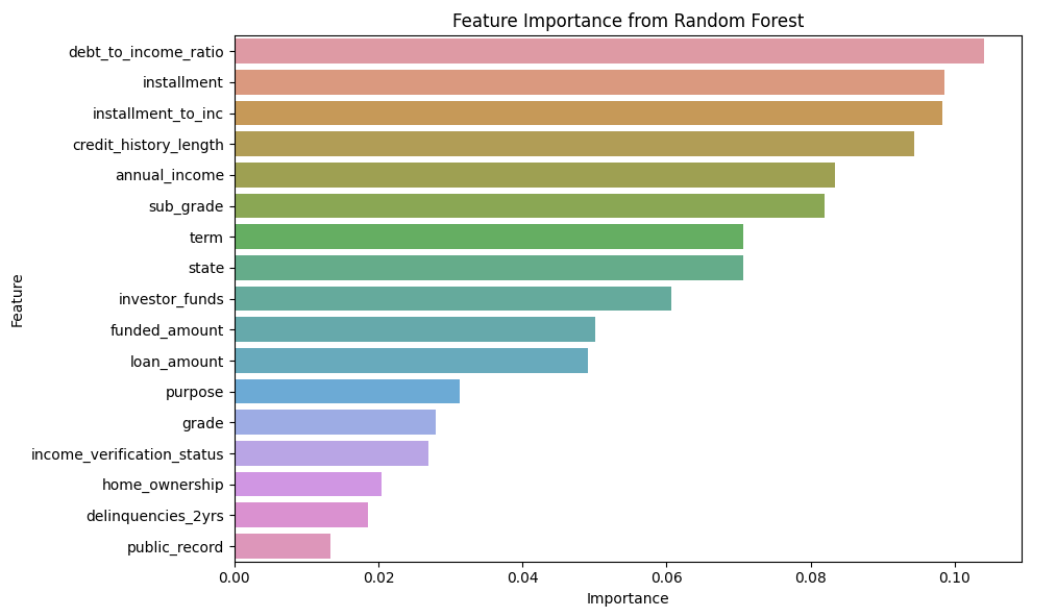 Feature Importance from Random Forest
debt_to_income_ratio
installment
installment_to_inc
credit_history_length
annual_income
sub_grade
term
state
investor_funds
funded_amount
loan_amount
purpose
grade
income_verification_status
home_ownership
delinquencies_2yrs
public_record
Feature
0.00 0.02 0.04 0.06 0.08 0.10
Importance